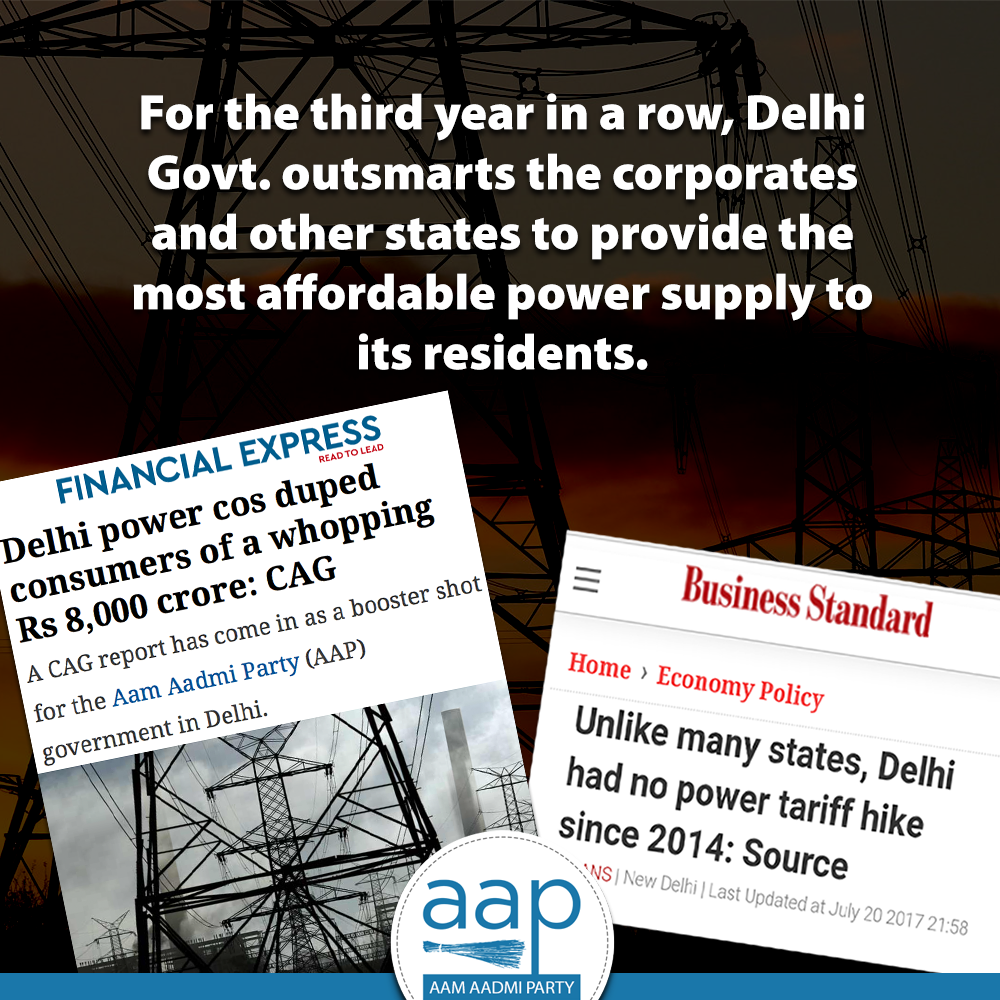 For the third year in a row, Delhi
Govt. outsmarts the corporates
and other states to provide the
most affordable power supply to
its residents.
FINANCIAL EXPRESS
READ TO LEAD
Delhi power cos duped
consumers of a whopping
Rs 8,000 crore: CAG
A CAG report has come in as a booster shot
for the Aam Aadmi Party (AAP)
government in Delhi.
Business Standard
Home › Economy Policy
Unlike many states, Delhi
had no power tariff hike
since 2014: Source
ANS | New Delhi | Last Updated at July 20 2017 21:58
aap
AAM AADMI PARTY